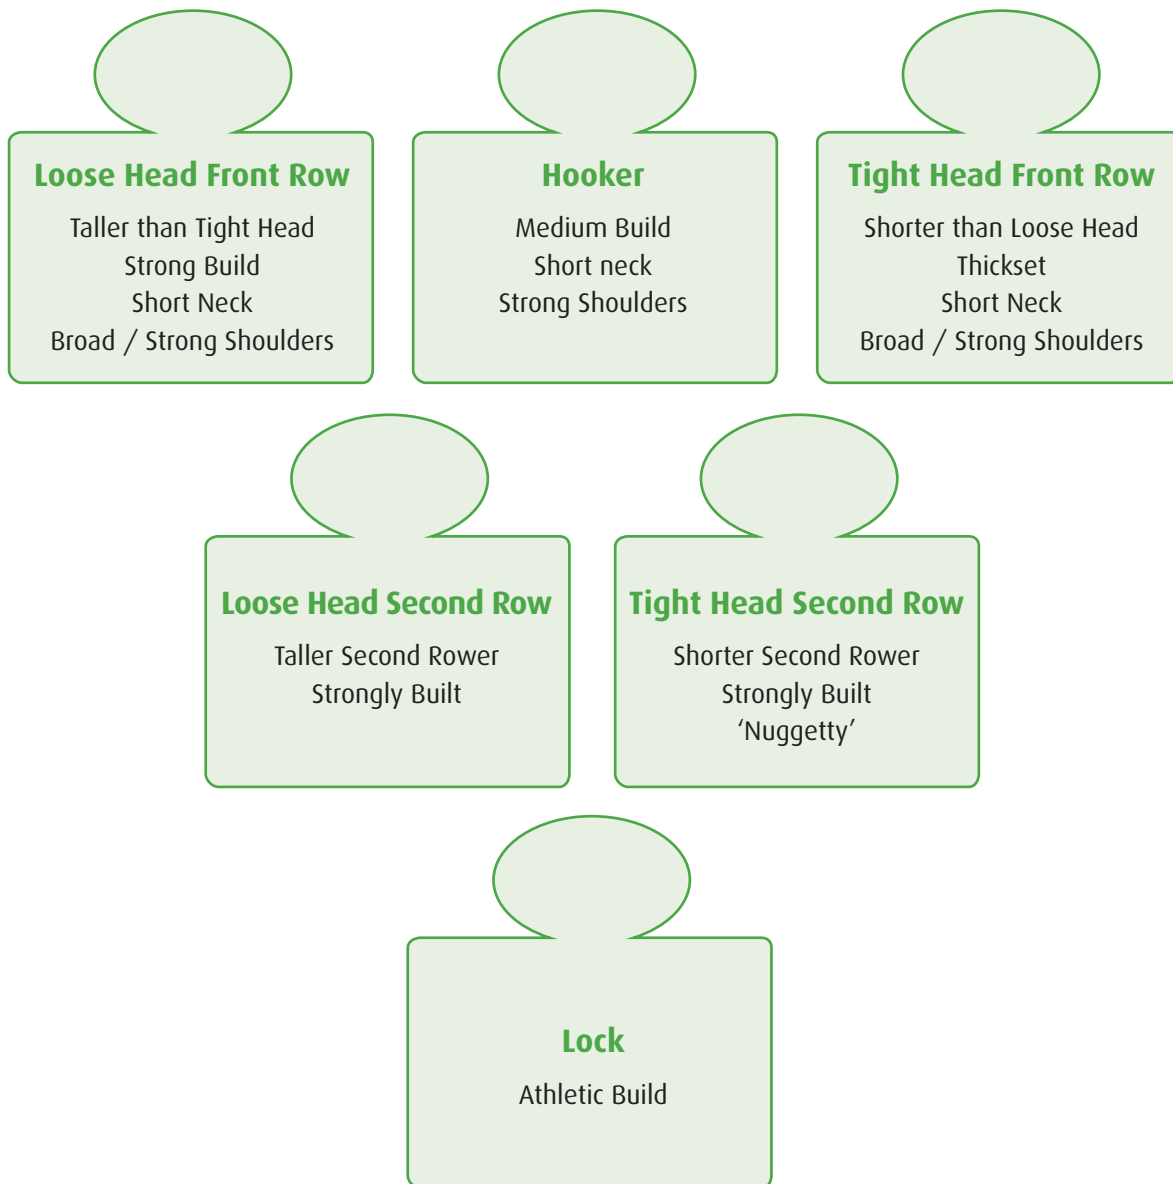 Loose Head Front Row
Taller than Tight Head
Strong Build
Short Neck
Broad / Strong Shoulders
Hooker
Medium Build
Short neck
Strong Shoulders
Tight Head Front Row
Shorter than Loose Head
Thickset
Short Neck
Broad / Strong Shoulders
Loose Head Second Row
Taller Second Rower
Strongly Built
Tight Head Second Row
Shorter Second Rower
Strongly Built
‘Nuggetty’
Lock
Athletic Build